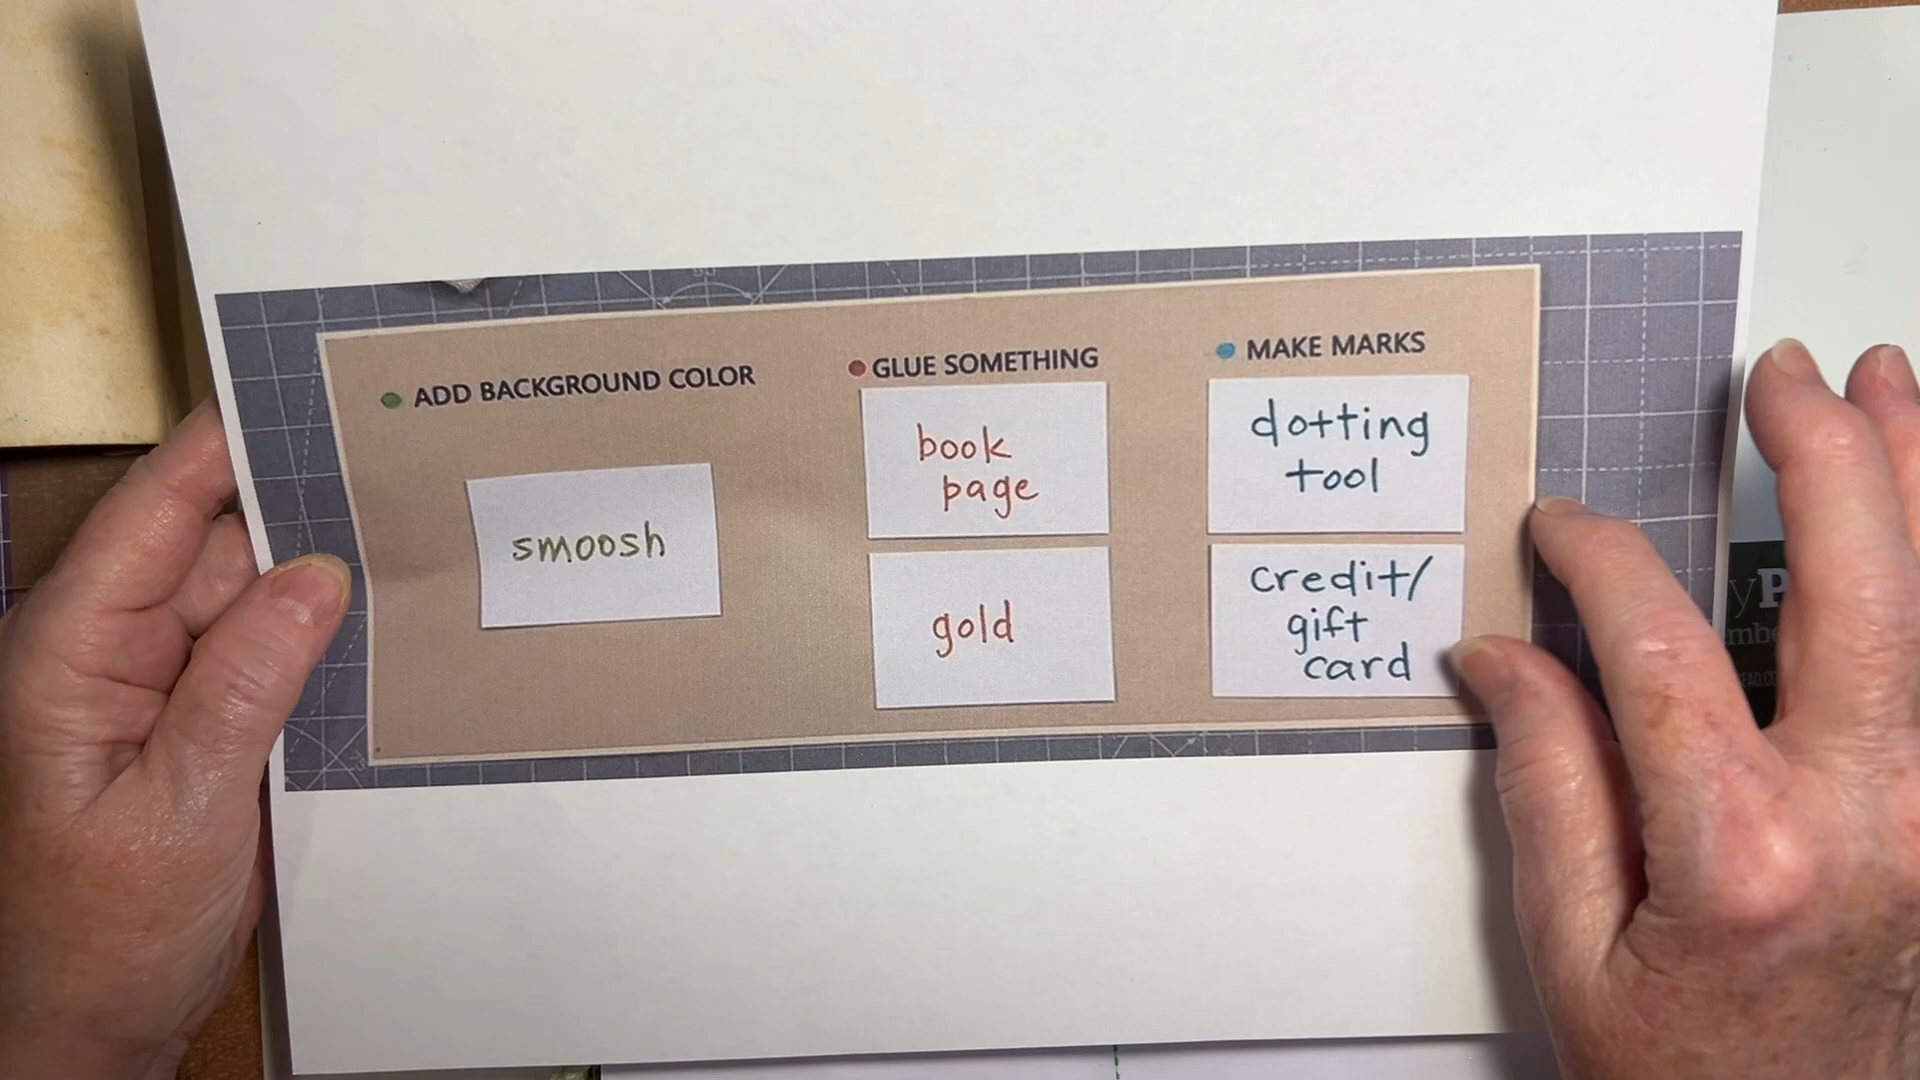 ADD BACKGROUND COLOR
smoosh
GLUE SOMETHING
book
page
gold
MAKE MARKS
dotting
tool
credit/
gift
card